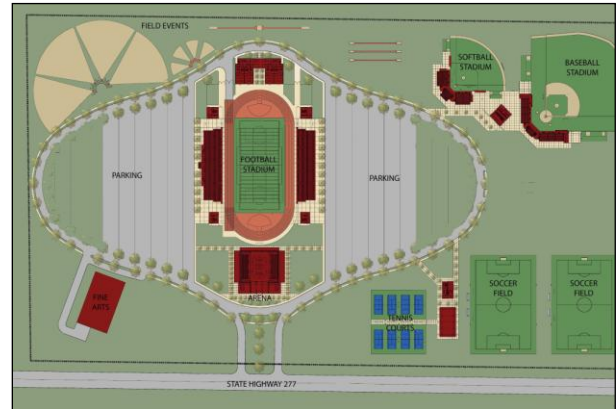 FIELD EVENTS
SOFTBALL
STADIUM
BASEBALL
STADIUM
FOOTBALL
STADIUM
PARKING
PARKING
FINE
ARTS
ARENA
TENNIS
COURTS
SOCCER
FIELD
SOCCER
FIELD
STATE HIGHWAY 277